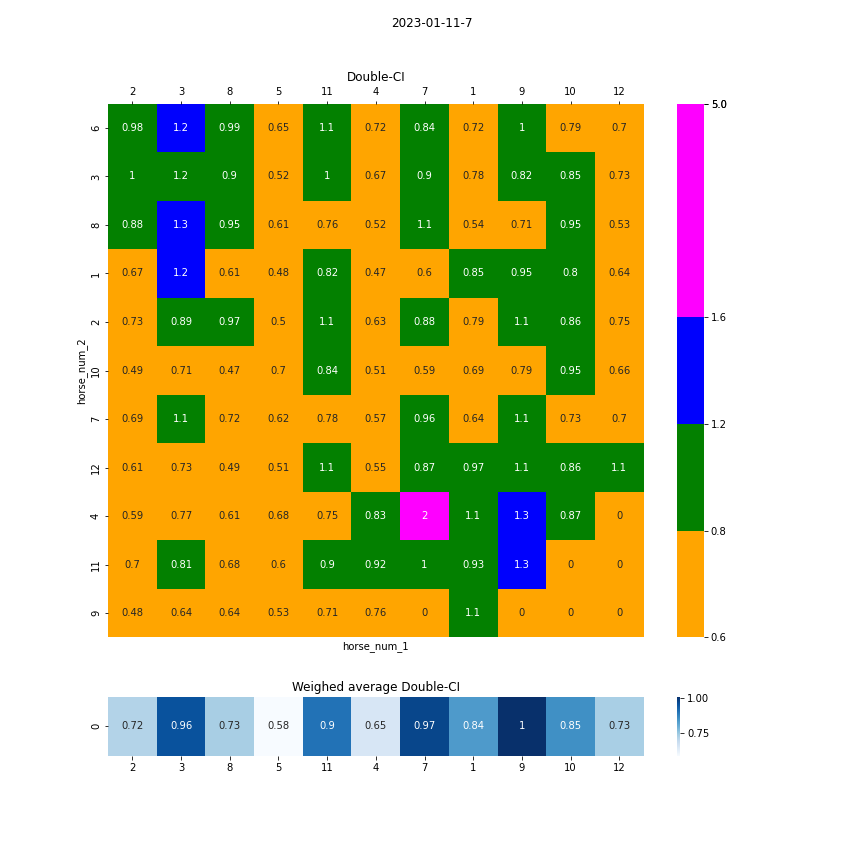 2023-01-11-7
Double-CI
2 3 8 5 11 4 7 1 9 10 12
6 0.98 1.2 0.99 0.65 1.1 0.72 0.84 0.72 1 0.79 0.7
3 1 1.2 0.9 0.52 1 0.67 0.9 0.78 0.82 0.85 0.73
8 0.88 1.3 0.95 0.61 0.76 0.52 1.1 0.54 0.71 0.95 0.53
1 0.67 1.2 0.61 0.48 0.82 0.47 0.6 0.85 0.95 0.8 0.64
2 0.73 0.89 0.97 0.5 1.1 0.63 0.88 0.79 1.1 0.86 0.75
horse_num_2
10 0.49 0.71 0.47 0.7 0.84 0.51 0.59 0.69 0.79 0.95 0.66
7 0.69 1.1 0.72 0.62 0.78 0.57 0.96 0.64 1.1 0.73 0.7
12 0.61 0.73 0.49 0.51 1.1 0.55 0.87 0.97 1.1 0.86 1.1
4 0.59 0.77 0.61 0.68 0.75 0.83 2 1.1 1.3 0.87 0
11 0.7 0.81 0.68 0.6 0.9 0.92 1 0.93 1.3 0 0
9 0.48 0.64 0.64 0.53 0.71 0.76 0 1.1 0 0 0
horse_num_1
5.0
1.6
1.2
0.8
0.6
Weighed average Double-CI
0 0.72 0.96 0.73 0.58 0.9 0.65 0.97 0.84 1 0.85 0.73
2 3 8 5 11 4 7 1 9 10 12
1.00
0.75